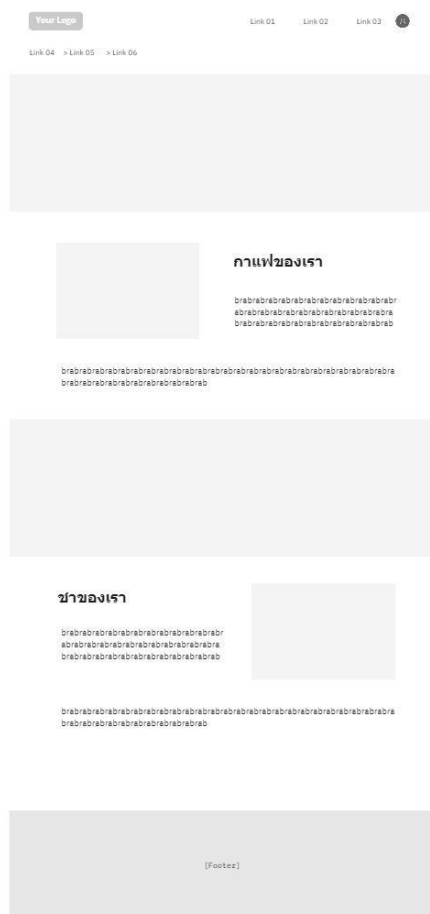 Your Logo
Link 01 Link 02 Link 03
Link 04 > Link 05 > Link 06
กาแฟของเรา
brabrabrabrabrabrabrabrabrabrabrabr
abrabrabrabrabrabrabrabrabrabrabra
brabrabrabrabrabrabrabrabrabrabrab
brabrabrabrabrabrabrabrabrabrabrabrabrabrabrabrabrabrabrabrabrabrabrabra
brabrabrabrabrabrabrabrabrabrab
ชาของเรา
brabrabrabrabrabrabrabrabrabrabrabr
abrabrabrabrabrabrabrabrabrabrabra
brabrabrabrabrabrabrabrabrabrabrab
brabrabrabrabrabrabrabrabrabrabrabrabrabrabrabrabrabrabrabrabrabrabrabra
brabrabrabrabrabrabrabrabrabrab
[Footer]